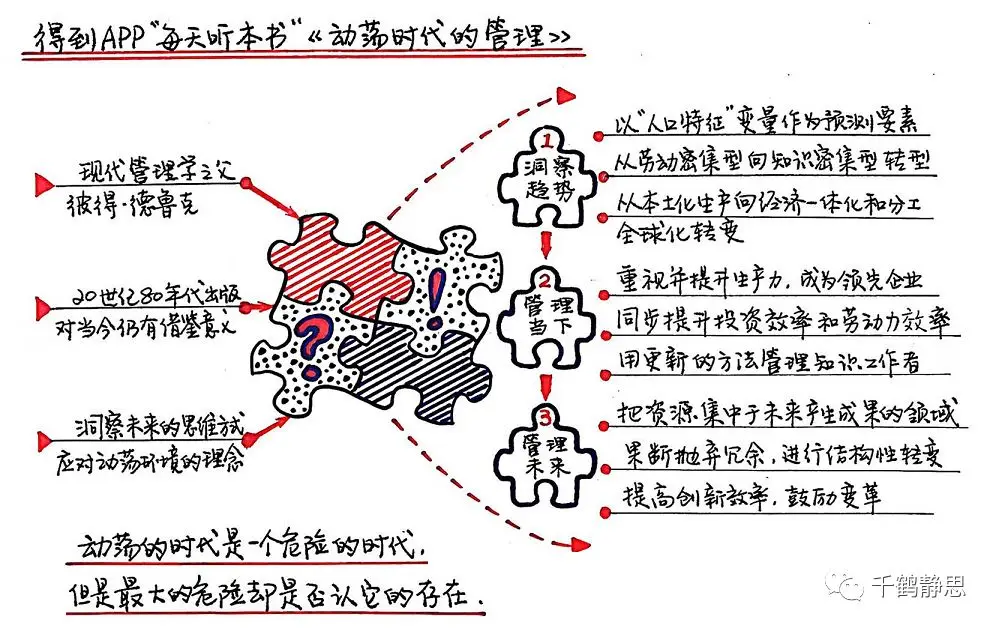 得到APP"每天听本书"《动荡时代的管理》
现代管理学之父
彼得·德鲁克
20世纪80年代出版
对当今仍有借鉴意义
洞察未来的思维方式
应对动荡环境的理念
?
!
1
洞察
趋势
以"人口特征"变量作为预测要素
从劳动密集型向知识密集型转型
从本土化生产向经济一体化和分工
全球化转变
2
管理
当下
重视并提升生产力,成为领先企业
同步提升投资效率和劳动力效率
用更新的方法管理知识工作者
3
管理
未来
把资源集中于未来产生成果的领域
果断抛弃冗余,进行结构性转变
提高创新效率,鼓励变革
动荡的时代是一个危险的时代,
但是最大的危险却是否认它的存在.
千鹤静思